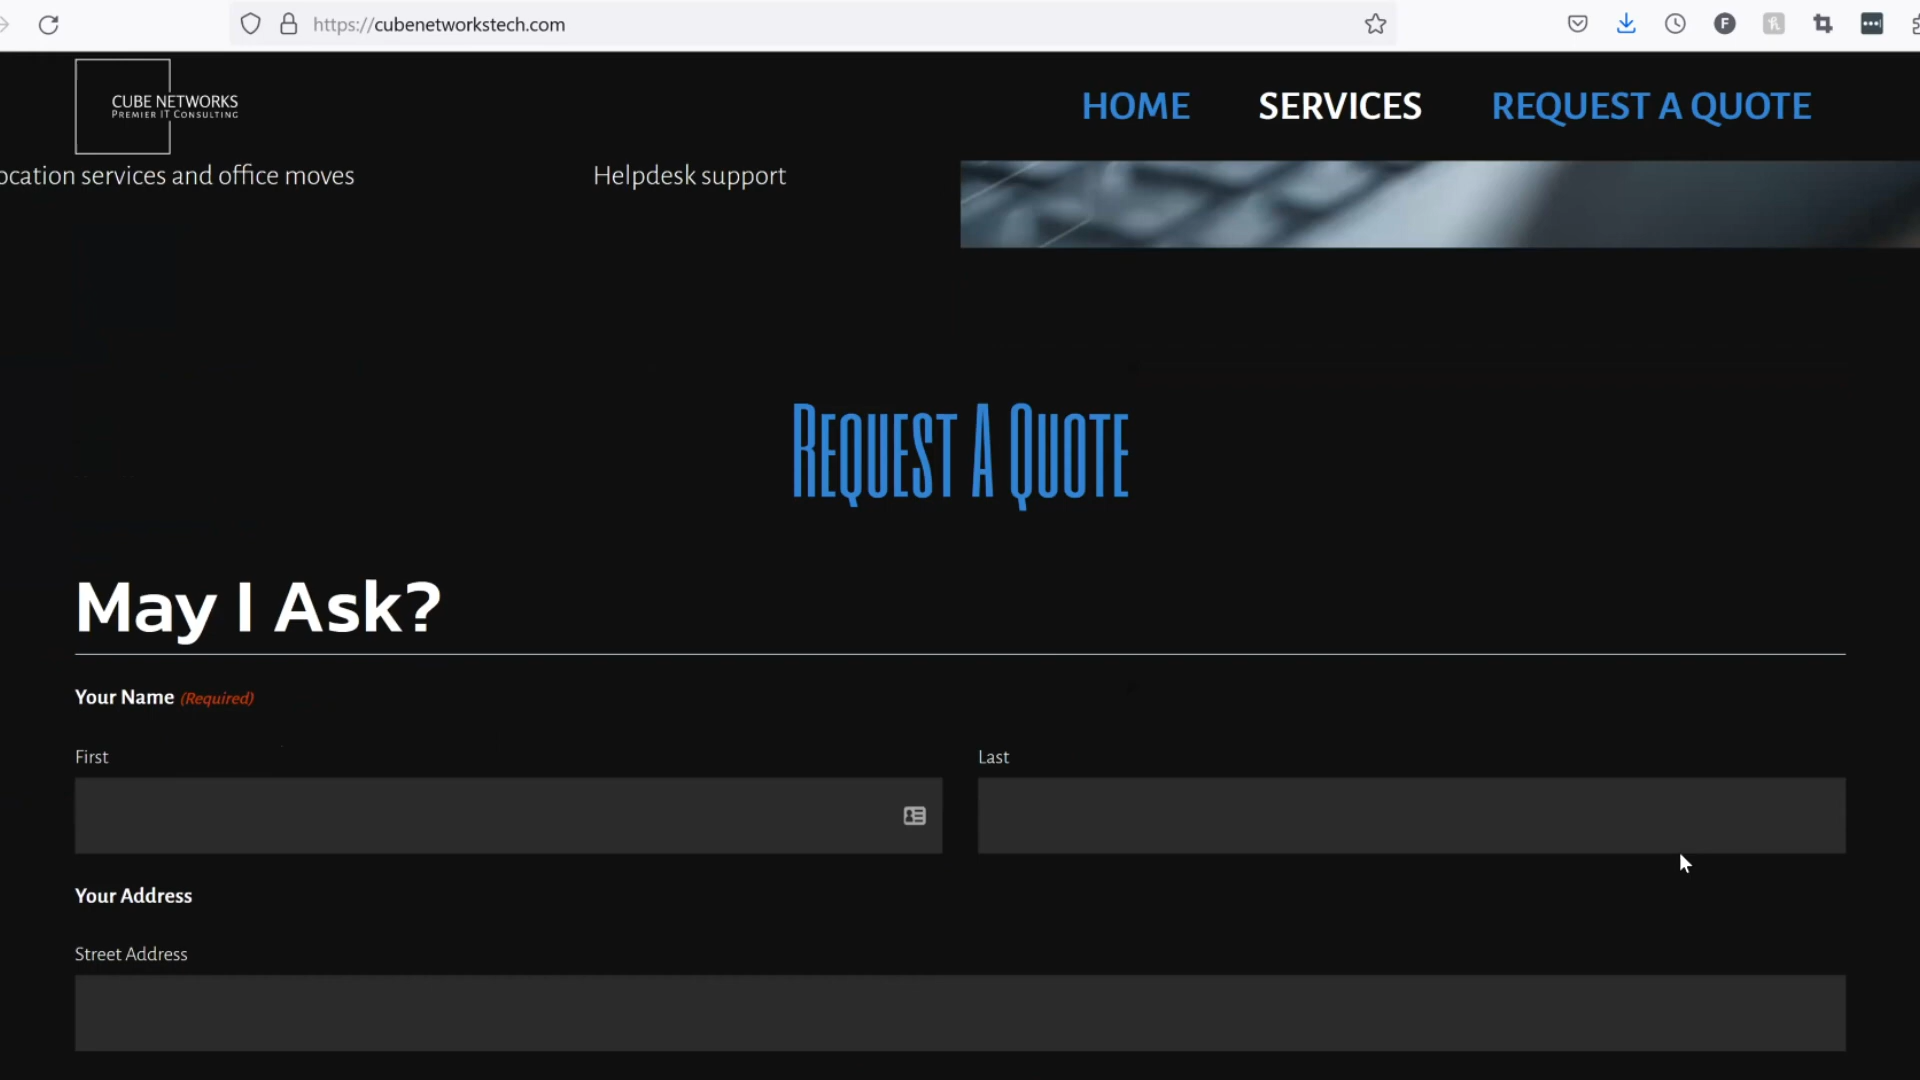 https://cubenetworkstech.com
CUBE NETWORKS
PREMIER IT CONSULTING
HOME
SERVICES
REQUEST A QUOTE
ocation services and office moves
Helpdesk support
REQUEST A QUOTE
May I Ask?
Your Name (Required)
First
Last
Your Address
Street Address